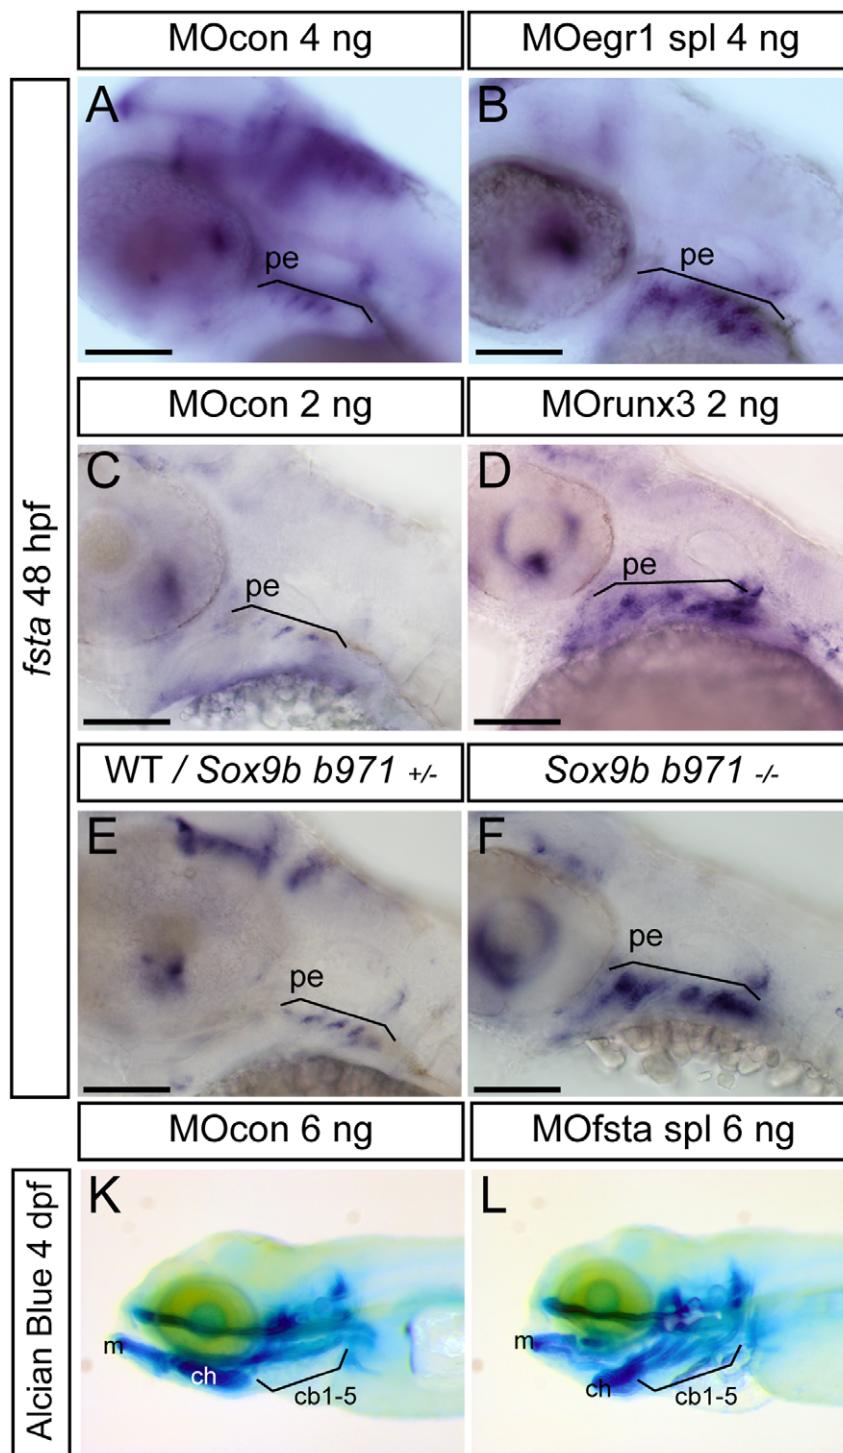 MOcon 4 ng
MOegr1 spl 4 ng
fsta 48 hpf
A
pe
B
pe
MOcon 2 ng
MOrunx3 2 ng
C
pe
D
pe
WT / Sox9b b971 +/-
Sox9b b971 -/-
E
pe
F
pe
MOcon 6 ng
MOfsta spl 6 ng
Alcian Blue 4 dpf
K
m
ch
cb1-5
L
m
ch
cb1-5